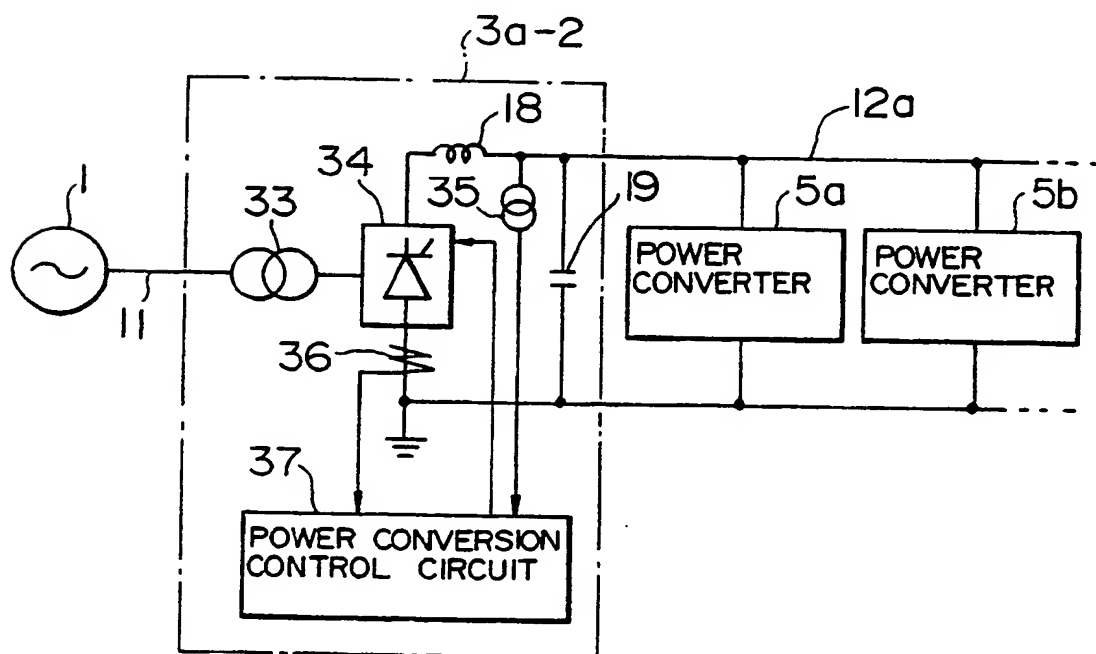 3a-2
18
12a
1
33
34
35
19
5a
5b
POWER
CONVERTER
POWER
CONVERTER
11
36
37
POWER CONVERSION
CONTROL CIRCUIT